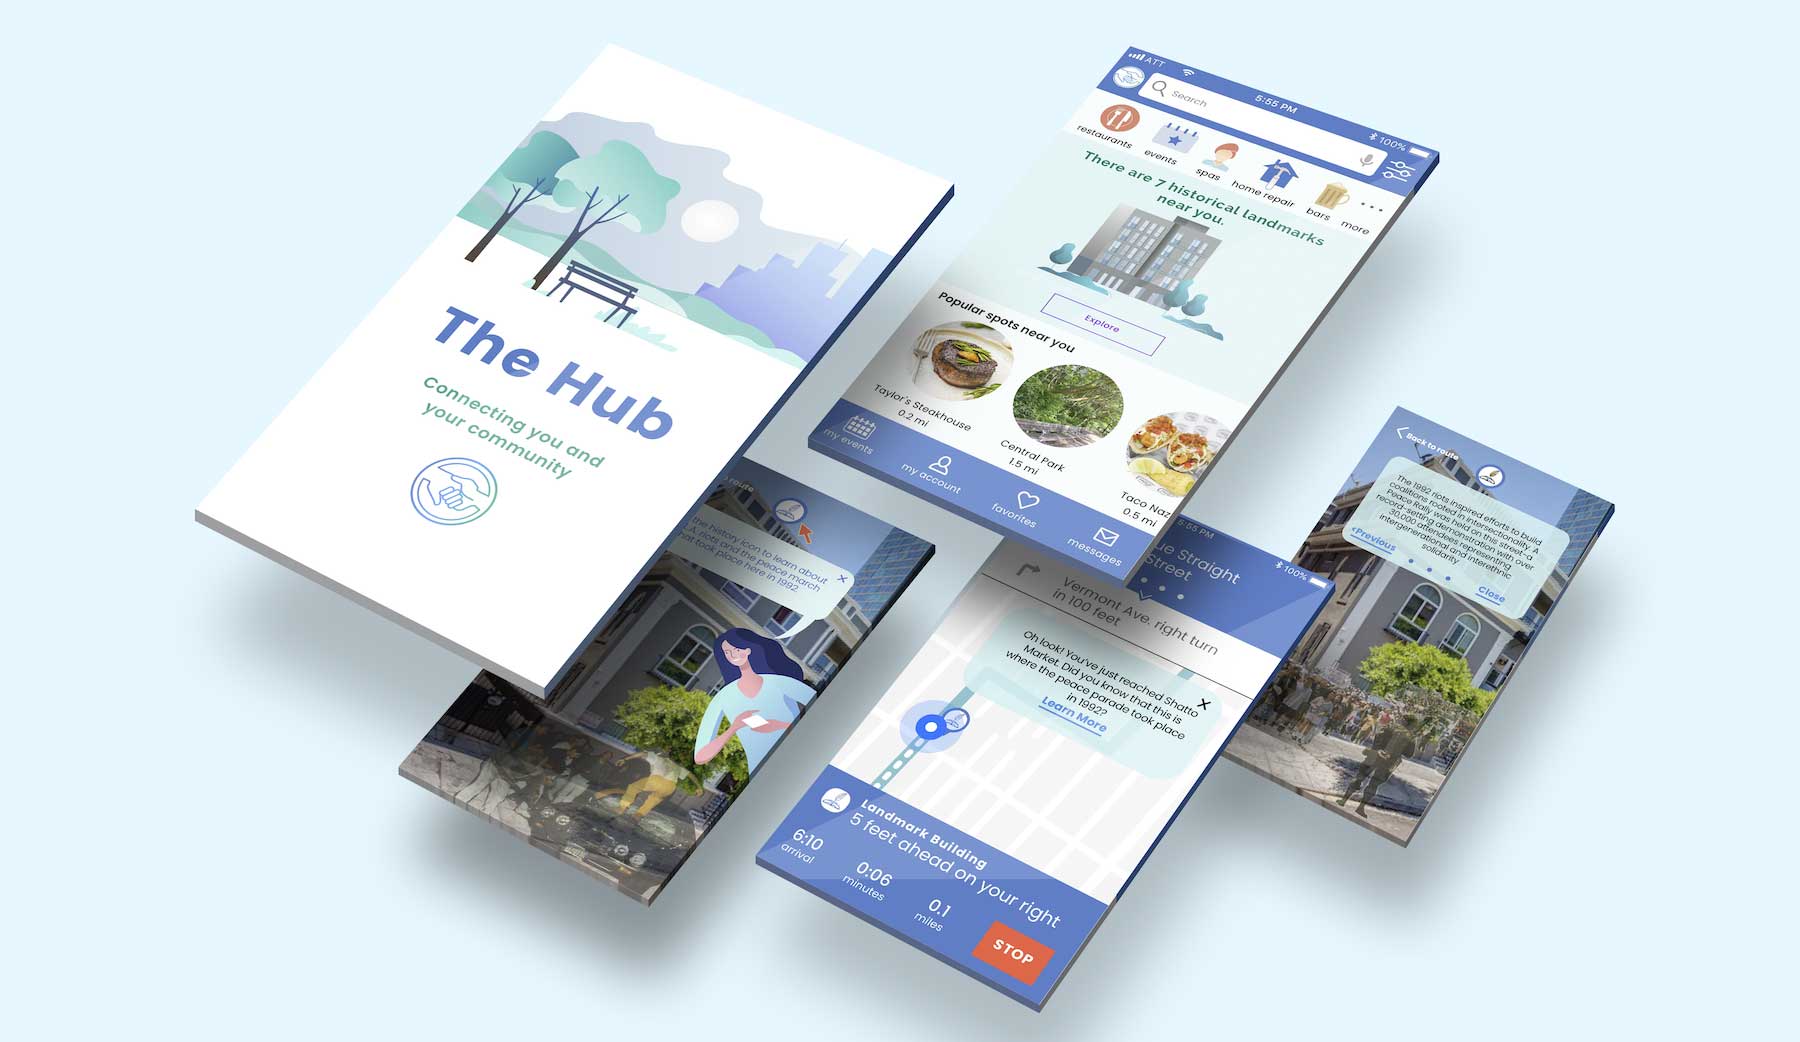 The Hub
Connecting you and
your community
ATT
5:55 PM
100%
Search
restaurants
events
spas
home repair
bars
more
There are 7 historical landmarks
near you.
Explore
Popular spots near you
Taylor's Steakhouse
0.2 mi
Central Park
1.5 mi
Taco Naz
0.5 mi
my events
my account
favorites
messages
to route
the history icon to learn about
L.A. riots and the peace march
that took place here in 1992
5:55 PM
100%
Straight
Street
Vermont Ave. right turn
in 100 feet
Oh look! You've just reached Shatto
Market. Did you know that this is
where the peace parade took place
in 1992?
Learn More
Landmark Building
5 feet ahead on your right
6:10
arrival
0:06
minutes
0.1
miles
STOP
Back to route
The 1992 riots inspired efforts to build
coalitions rooted in intersectionality. A
Peace Rally was held on this street-a
record-setting demonstration with over
30,000 attendees representing
intergenerational and interethnic
solidarity
<Previous
Close